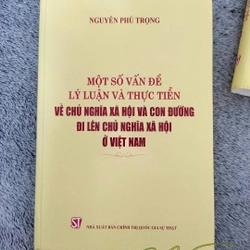 NGUYỄN PHÚ TRỌNG
MỘT SỐ VẤN ĐỀ
LÝ LUẬN VÀ THỰC TIỄN
VỀ CHỦ NGHĨA XÃ HỘI VÀ CON ĐƯỜNG
ĐI LÊN CHỦ NGHĨA XÃ HỘI
Ở VIỆT NAM
ST
NHÀ XUẤT BẢN CHÍNH TRỊ QUỐC GIA SỰ THẬT